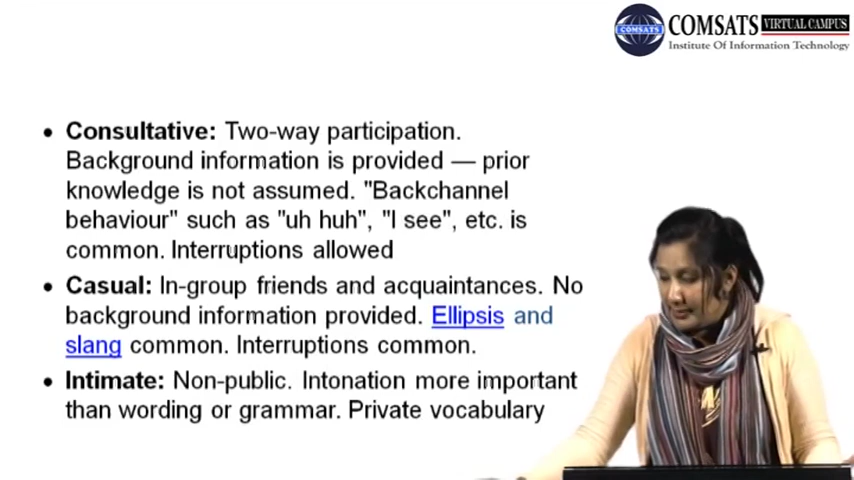 COMSATS VIRTUAL CAMPUS
Institute Of Information Technology
COMSATS
• Consultative: Two-way participation.
Background information is provided — prior
knowledge is not assumed. "Backchannel
behaviour" such as "uh huh", "I see", etc. is
common. Interruptions allowed
• Casual: In-group friends and acquaintances. No
background information provided. Ellipsis and
slang common. Interruptions common.
• Intimate: Non-public. Intonation more important
than wording or grammar. Private vocabulary